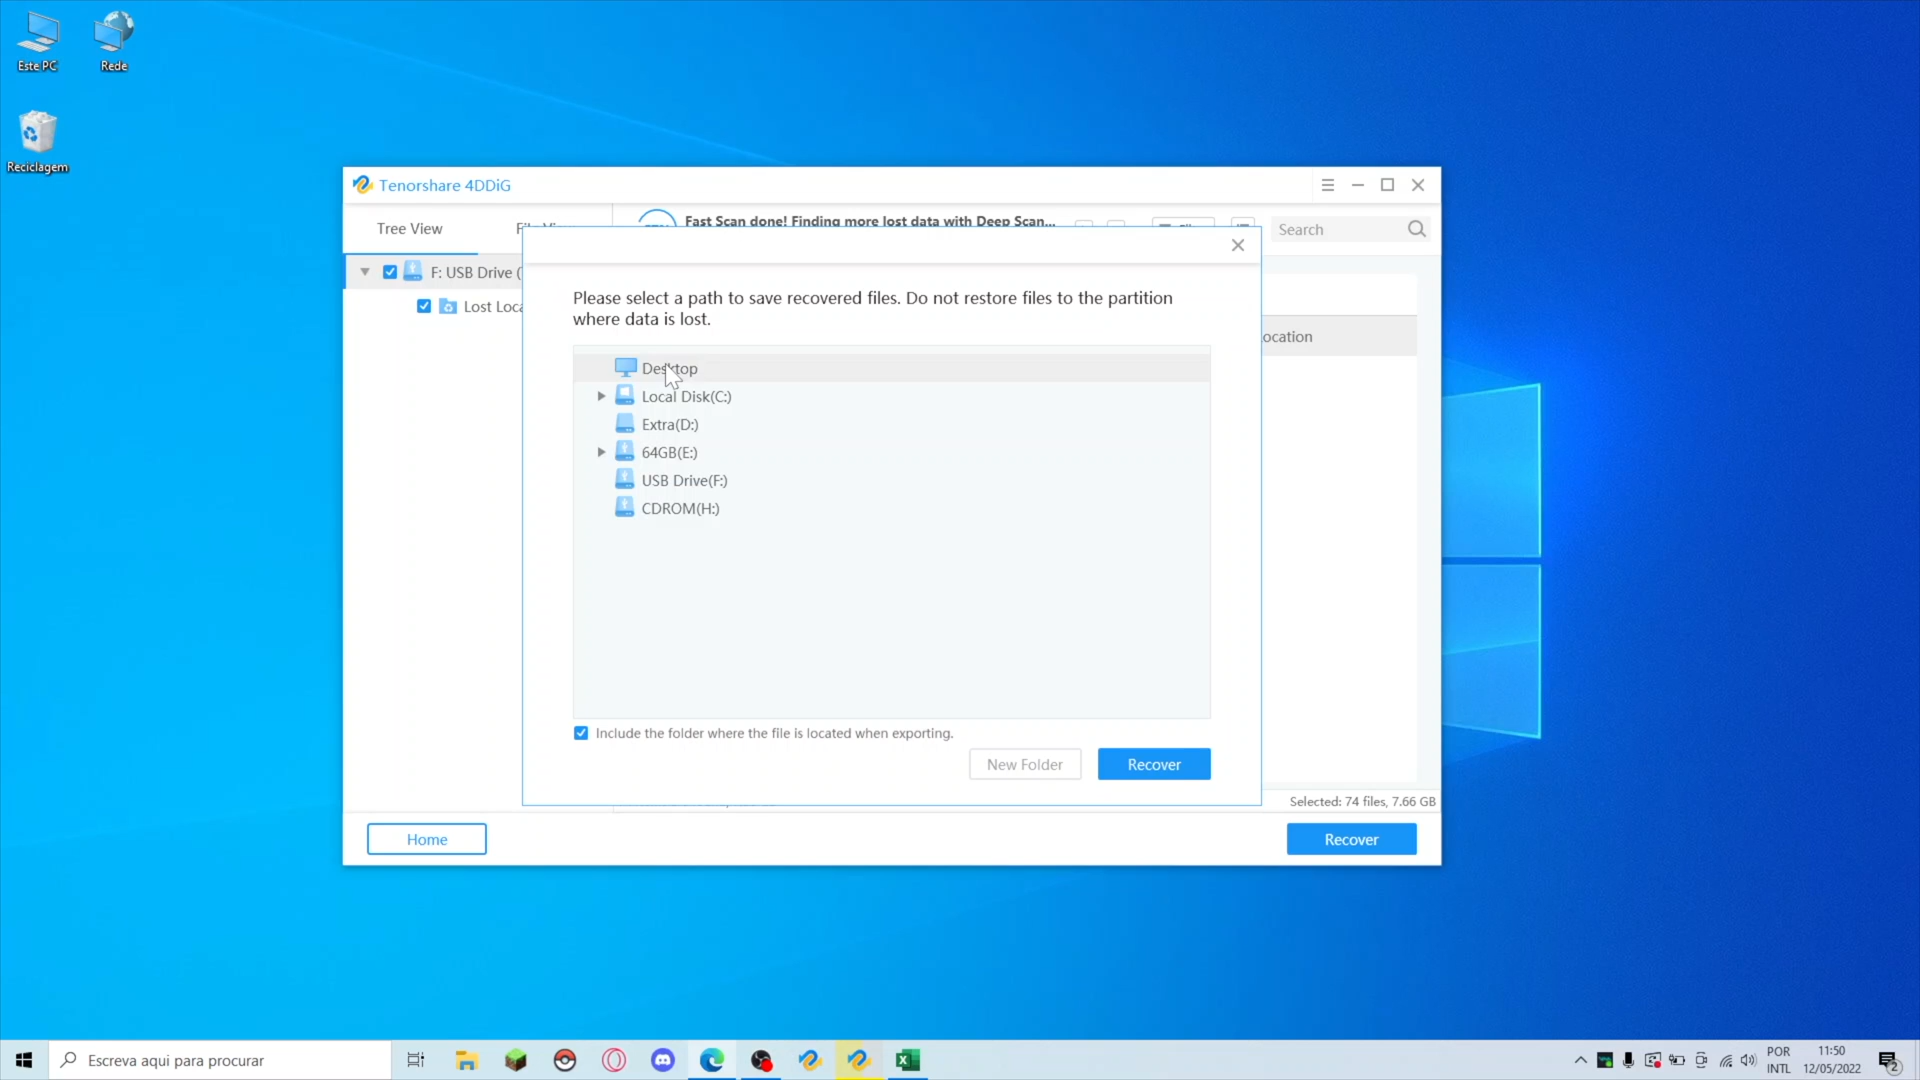 Este PC
Rede
Reciclagem
Tenorshare 4DDiG
Tree View
Fast Scan done! Finding more lost data with Deep Scan...
Search
F: USB Drive (
Lost Loca
Please select a path to save recovered files. Do not restore files to the partition
where data is lost.
Desktop
Local Disk(C:)
Extra(D:)
64GB(E:)
USB Drive(F:)
CDROM(H:)
ocation
Include the folder where the file is located when exporting.
New Folder
Recover
Selected: 74 files, 7.66 GB
Home
Recover
Escreva aqui para procurar
POR
INTL
11:50
12/05/2022
2